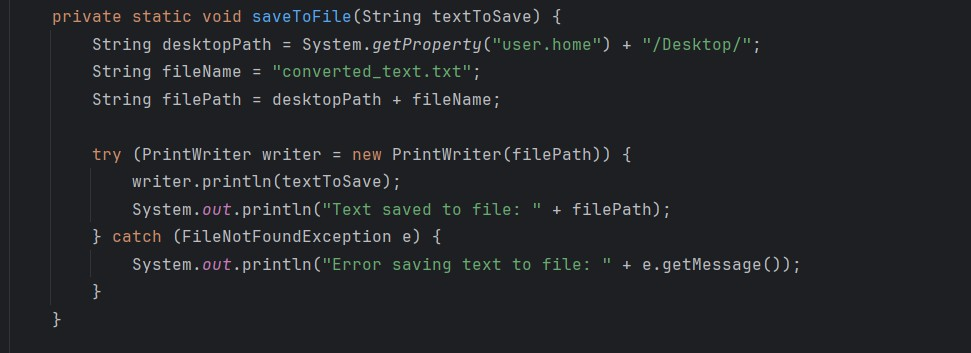 private static void saveToFile(String textToSave) {
    String desktopPath = System.getProperty("user.home") + "/Desktop/";
    String fileName = "converted_text.txt";
    String filePath = desktopPath + fileName;

    try (PrintWriter writer = new PrintWriter(filePath)) {
        writer.println(textToSave);
        System.out.println("Text saved to file: " + filePath);
    } catch (FileNotFoundException e) {
        System.out.println("Error saving text to file: " + e.getMessage());
    }
}